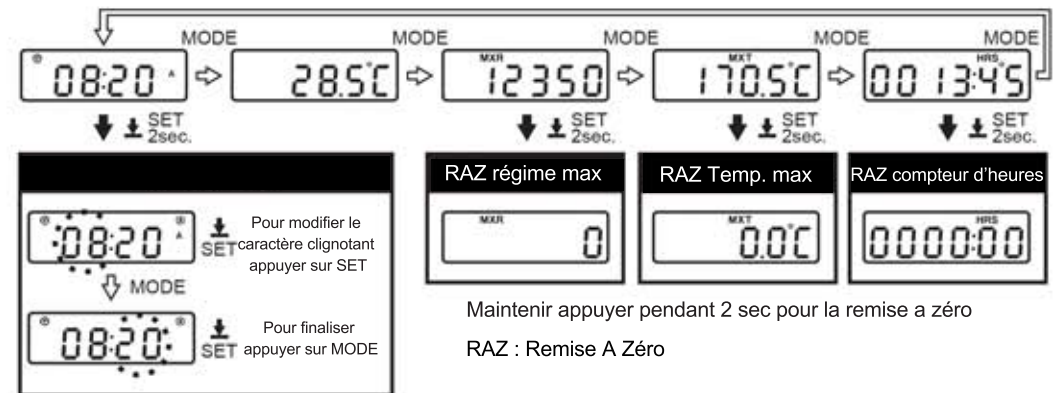 MODE MODE MODE MODE MODE
08:20 A
28.5°C
MXR
12350
MXT
170.5°C
HRS
0013:45
SET
2sec.
SET
2sec.
SET
2sec.
SET
2sec.
08:20 A
SET
Pour modifier le
caractère clignotant
appuyer sur SET
MODE
08:20
SET
Pour finaliser
appuyer sur MODE
RAZ régime max
MXR
0
RAZ Temp. max
MXT
0.0°C
RAZ compteur d'heures
HRS
0000:00
Maintenir appuyer pendant 2 sec pour la remise a zéro
RAZ : Remise A Zéro